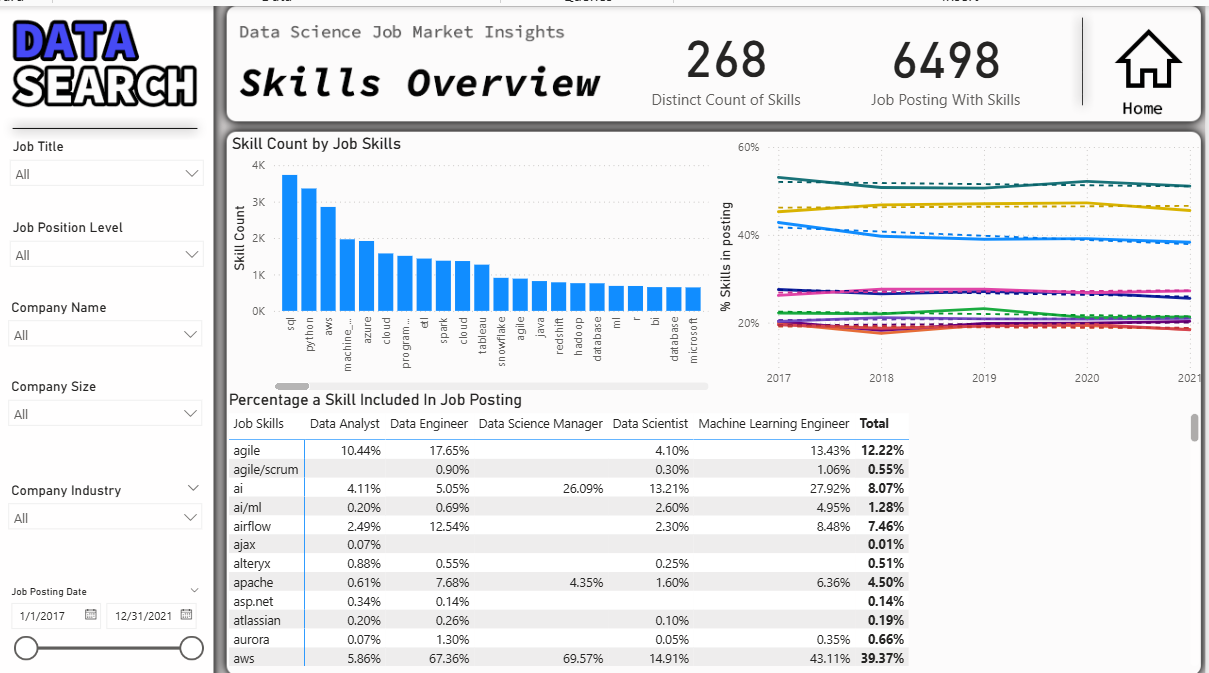 DATA
SEARCH
Job Title
All
Job Position Level
All
Company Name
All
Company Size
All
Company Industry
All
Job Posting Date
1/1/2017
12/31/2021
Data Science Job Market Insights
Skills Overview
268
Distinct Count of Skills
6498
Job Posting With Skills
Home
Skill Count by Job Skills
Skill Count
4K
3K
2K
1K
0K
sql
python
aws
machine_...
azure
cloud
program...
etl
spark
cloud
tableau
snowflake
agile
java
redshift
hadoop
database
ml
r
bi
database
microsoft
% Skills in posting
60%
40%
20%
2017 2018 2019 2020 2021
Percentage a Skill Included In Job Posting
Job Skills Data Analyst Data Engineer Data Science Manager Data Scientist Machine Learning Engineer Total
agile 10.44% 17.65% 4.10% 13.43% 12.22%
agile/scrum 0.90% 0.30% 1.06% 0.55%
ai 4.11% 5.05% 26.09% 13.21% 27.92% 8.07%
ai/ml 0.20% 0.69% 2.60% 4.95% 1.28%
airflow 2.49% 12.54% 2.30% 8.48% 7.46%
ajax 0.07% 0.01%
alteryx 0.88% 0.55% 0.25% 0.51%
apache 0.61% 7.68% 4.35% 1.60% 6.36% 4.50%
asp.net 0.34% 0.14% 0.14%
atlassian 0.20% 0.26% 0.10% 0.19%
aurora 0.07% 1.30% 0.05% 0.35% 0.66%
aws 5.86% 67.36% 69.57% 14.91% 43.11% 39.37%